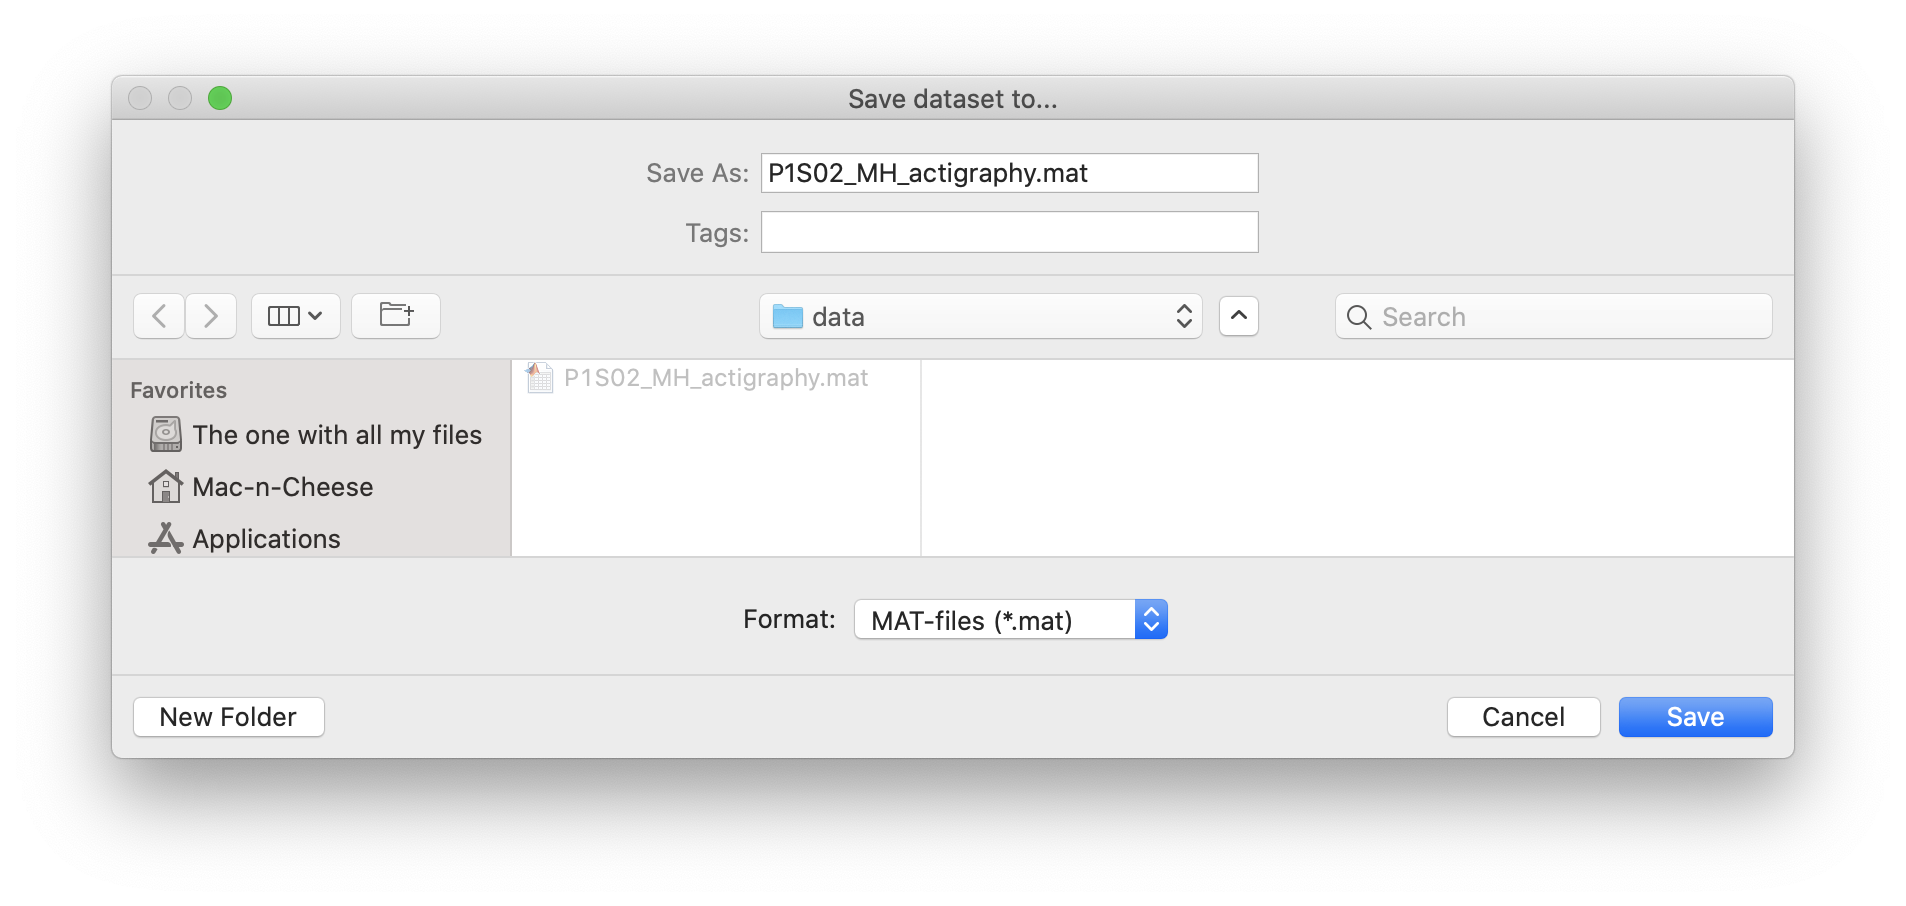 Save dataset to...
Save As: P1S02_MH_actigraphy.mat
Tags:
data
Search
Favorites
P1S02_MH_actigraphy.mat
The one with all my files
Mac-n-Cheese
Applications
Format: MAT-files (*.mat)
New Folder Cancel Save